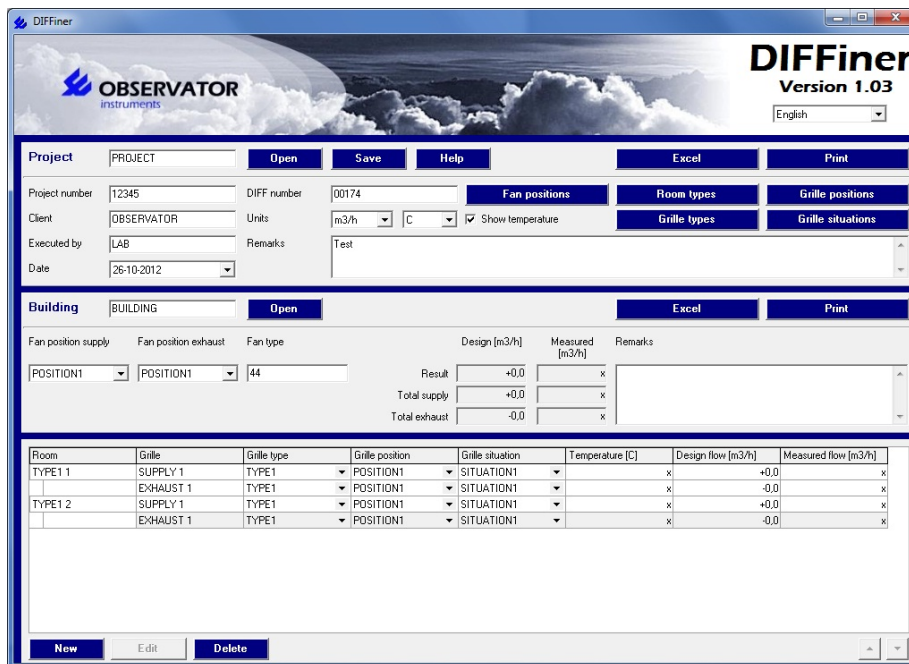 DIFFiner
DIFFiner
Version 1.03
OBSERVATOR
instruments
English
Project PROJECT Open Save Help Excel Print
Project number 12345 DIFF number 00174 Fan positions Room types Grille positions
Client OBSERVATOR Units m3/h C Show temperature Grille types Grille situations
Executed by LAB Remarks Test
Date 26-10-2012
Building BUILDING Open Excel Print
Fan position supply Fan position exhaust Fan type Design [m3/h] Measured [m3/h] Remarks
POSITION1 POSITION1 44 Result +0,0 x
Total supply +0,0 x
Total exhaust -0,0 x
Room Grille Grille type Grille position Grille situation Temperature [C] Design flow [m3/h] Measured flow [m3/h]
TYPE1 1 SUPPLY 1 TYPE1 POSITION1 SITUATION1 x +0,0 x
EXHAUST 1 TYPE1 POSITION1 SITUATION1 x -0,0 x
TYPE1 2 SUPPLY 1 TYPE1 POSITION1 SITUATION1 x +0,0 x
EXHAUST 1 TYPE1 POSITION1 SITUATION1 x -0,0 x
New Edit Delete